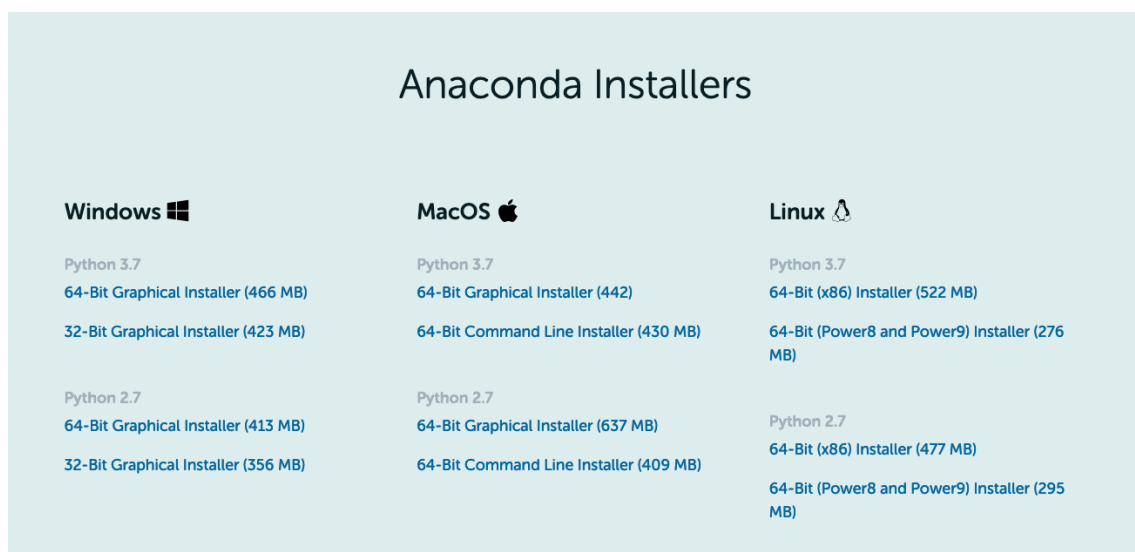 Anaconda Installers
Windows
Python 3.7
64-Bit Graphical Installer (466 MB)
32-Bit Graphical Installer (423 MB)
Python 2.7
64-Bit Graphical Installer (413 MB)
32-Bit Graphical Installer (356 MB)
MacOS
Python 3.7
64-Bit Graphical Installer (442)
64-Bit Command Line Installer (430 MB)
Python 2.7
64-Bit Graphical Installer (637 MB)
64-Bit Command Line Installer (409 MB)
Linux
Python 3.7
64-Bit (x86) Installer (522 MB)
64-Bit (Power8 and Power9) Installer (276
MB)
Python 2.7
64-Bit (x86) Installer (477 MB)
64-Bit (Power8 and Power9) Installer (295
MB)